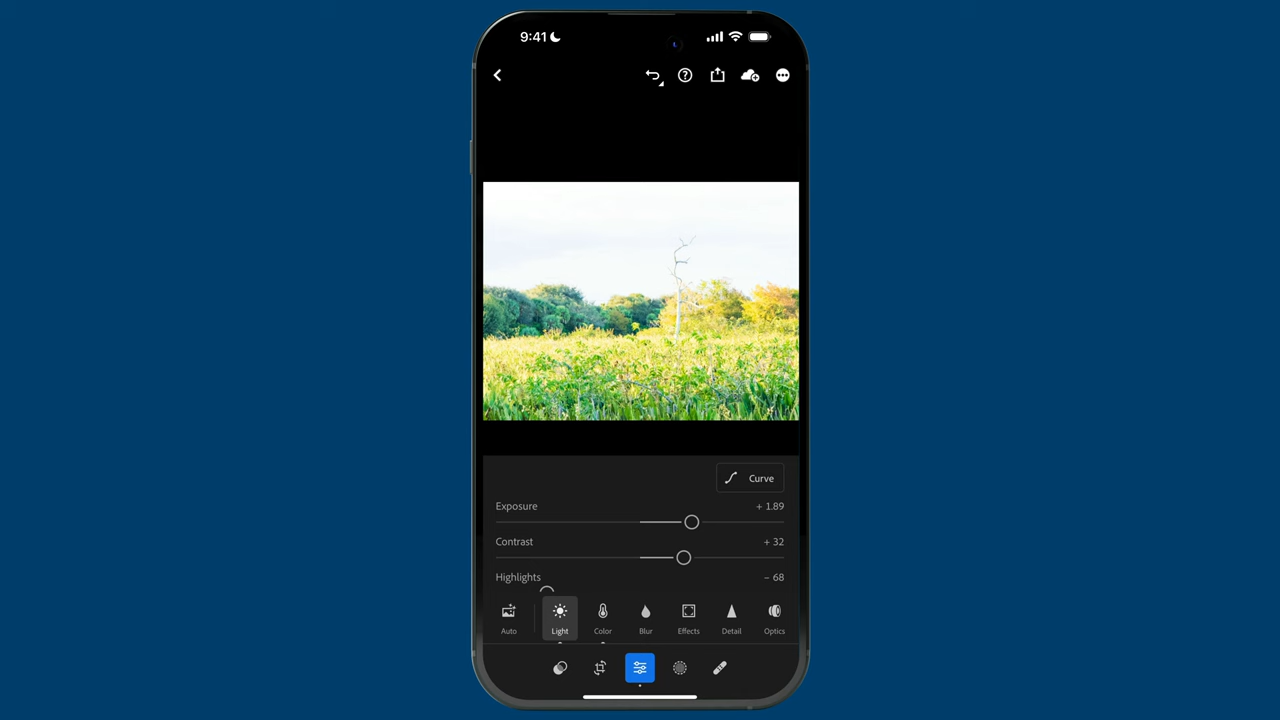 9:41
Curve
Exposure + 1.89
Contrast + 32
Highlights – 68
Auto Light Color Blur Effects Detail Optics